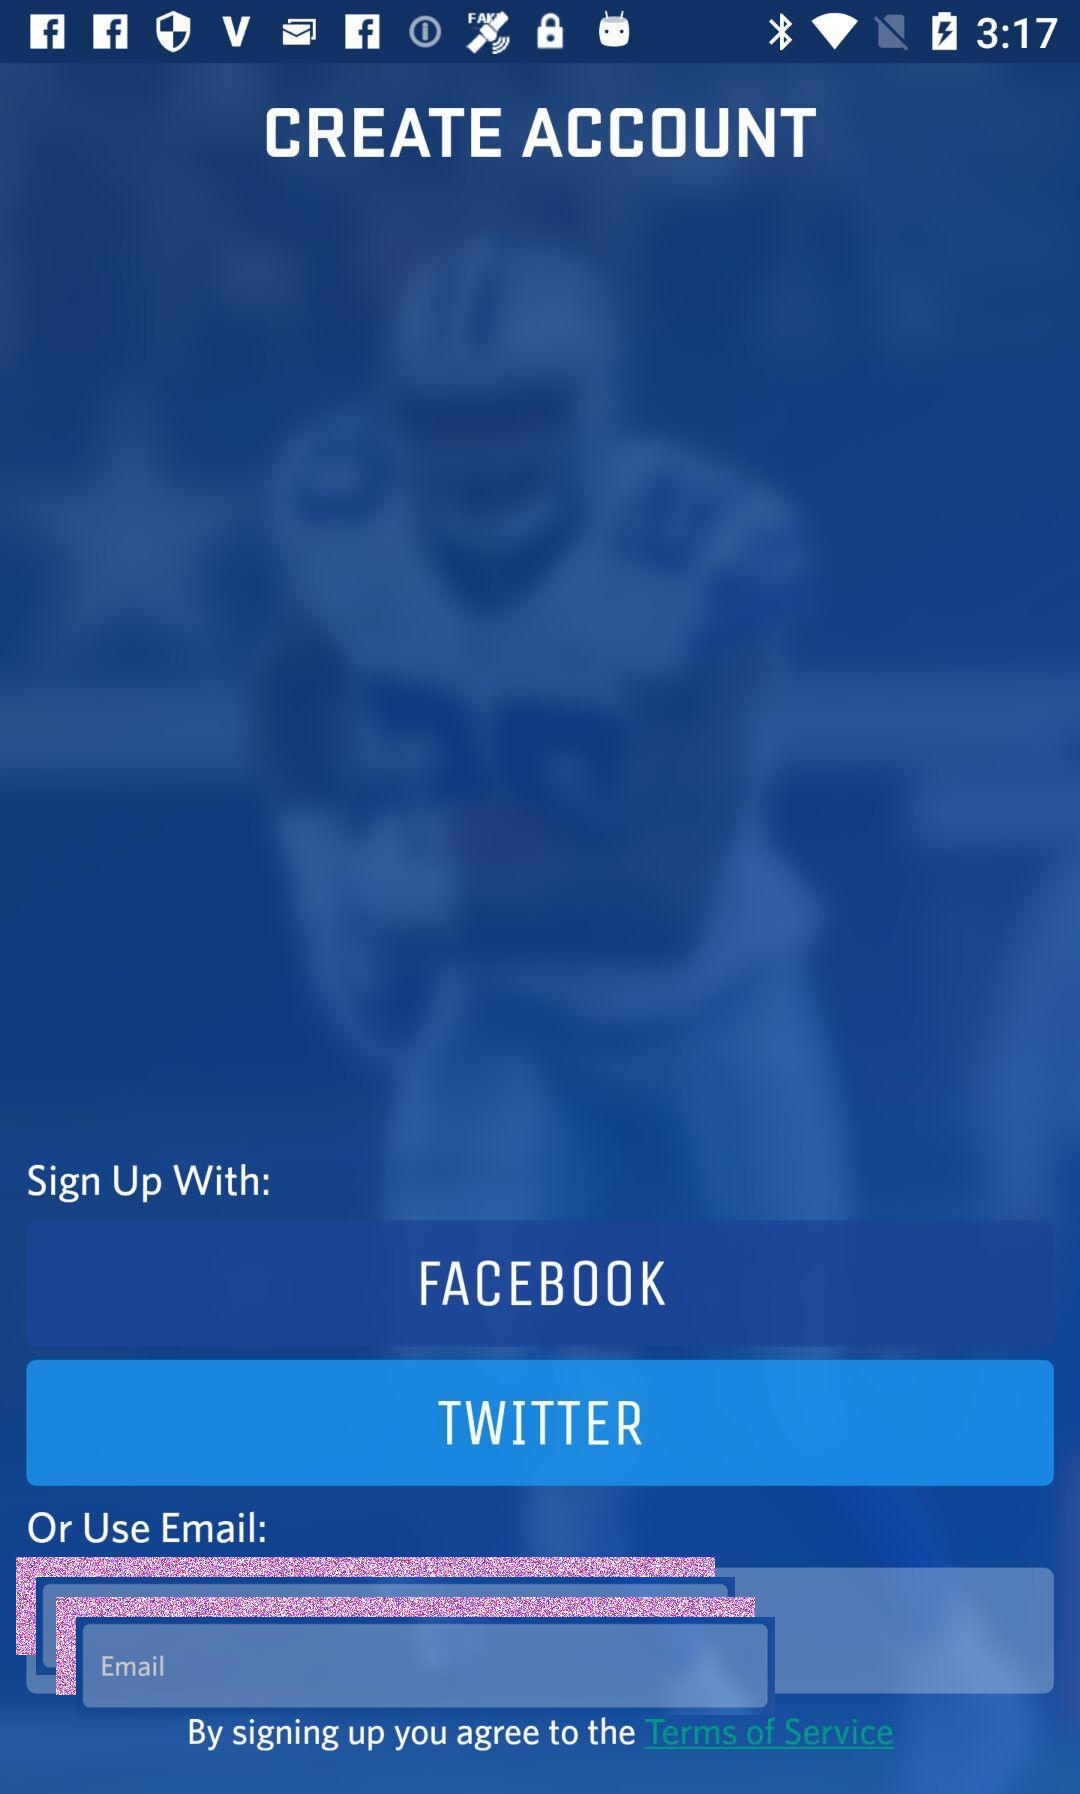 FAKE
3:17
CREATE ACCOUNT
Sign Up With:
FACEBOOK
TWITTER
Or Use Email:
Email
By signing up you agree to the Terms of Service